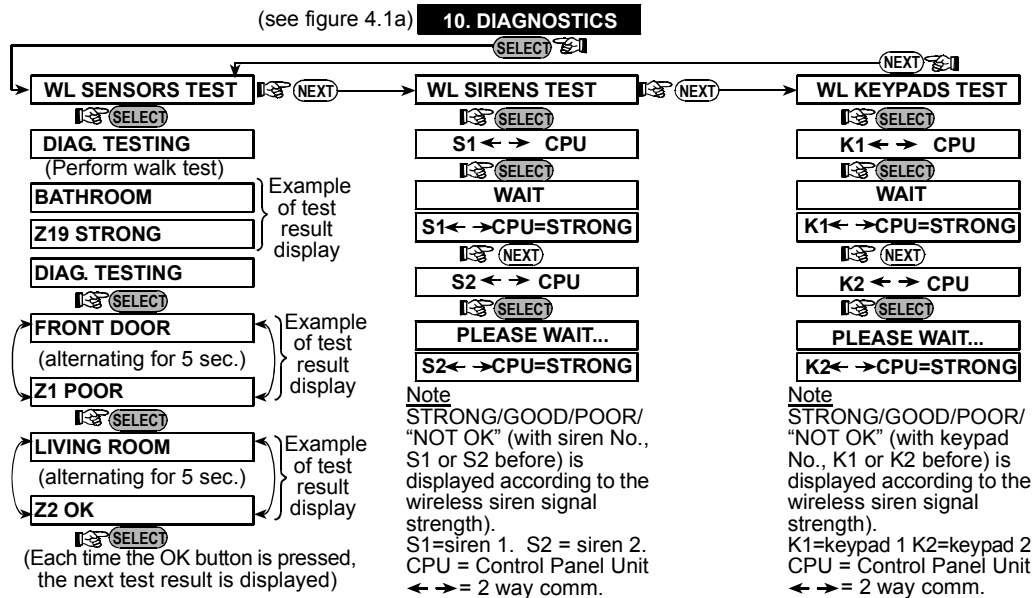 (see figure 4.1a) 10. DIAGNOSTICS
SELECT
NEXT
WL SENSORS TEST
NEXT
WL SIRENS TEST
NEXT
WL KEYPADS TEST
SELECT
DIAG. TESTING
(Perform walk test)
BATHROOM
Z19 STRONG
Example
of test
result
display
DIAG. TESTING
SELECT
FRONT DOOR
(alternating for 5 sec.)
Z1 POOR
Example
of test
result
display
SELECT
LIVING ROOM
(alternating for 5 sec.)
Z2 OK
Example
of test
result
display
SELECT
(Each time the OK button is pressed,
the next test result is displayed)
SELECT
S1 ← → CPU
SELECT
WAIT
S1← →CPU=STRONG
NEXT
S2 ← → CPU
SELECT
PLEASE WAIT...
S2← →CPU=STRONG
Note
STRONG/GOOD/POOR/
“NOT OK” (with siren No.,
S1 or S2 before) is
displayed according to the
wireless siren signal
strength).
S1=siren 1. S2 = siren 2.
CPU = Control Panel Unit
← →= 2 way comm.
SELECT
K1 ← → CPU
SELECT
WAIT
K1← →CPU=STRONG
NEXT
K2 ← → CPU
SELECT
PLEASE WAIT...
K2← →CPU=STRONG
Note
STRONG/GOOD/POOR/
“NOT OK” (with keypad
No., K1 or K2 before) is
displayed according to the
wireless siren signal
strength).
K1=keypad 1 K2=keypad 2
CPU = Control Panel Unit
← →= 2 way comm.